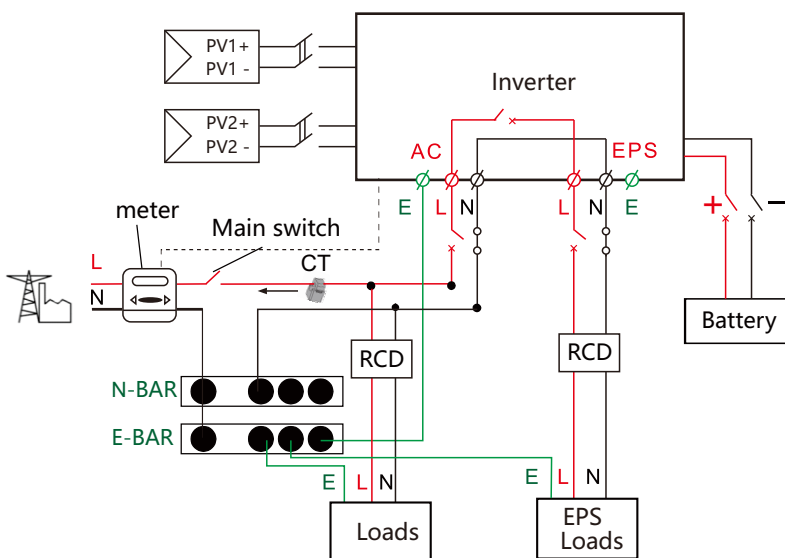 PV1+
PV1 -
PV2+
PV2 -
Inverter
AC
EPS
E
L
N
L
N
E
+
-
meter
Main switch
CT
L
N
Battery
RCD
RCD
N-BAR
E-BAR
E
L
N
E
L
N
Loads
EPS
Loads